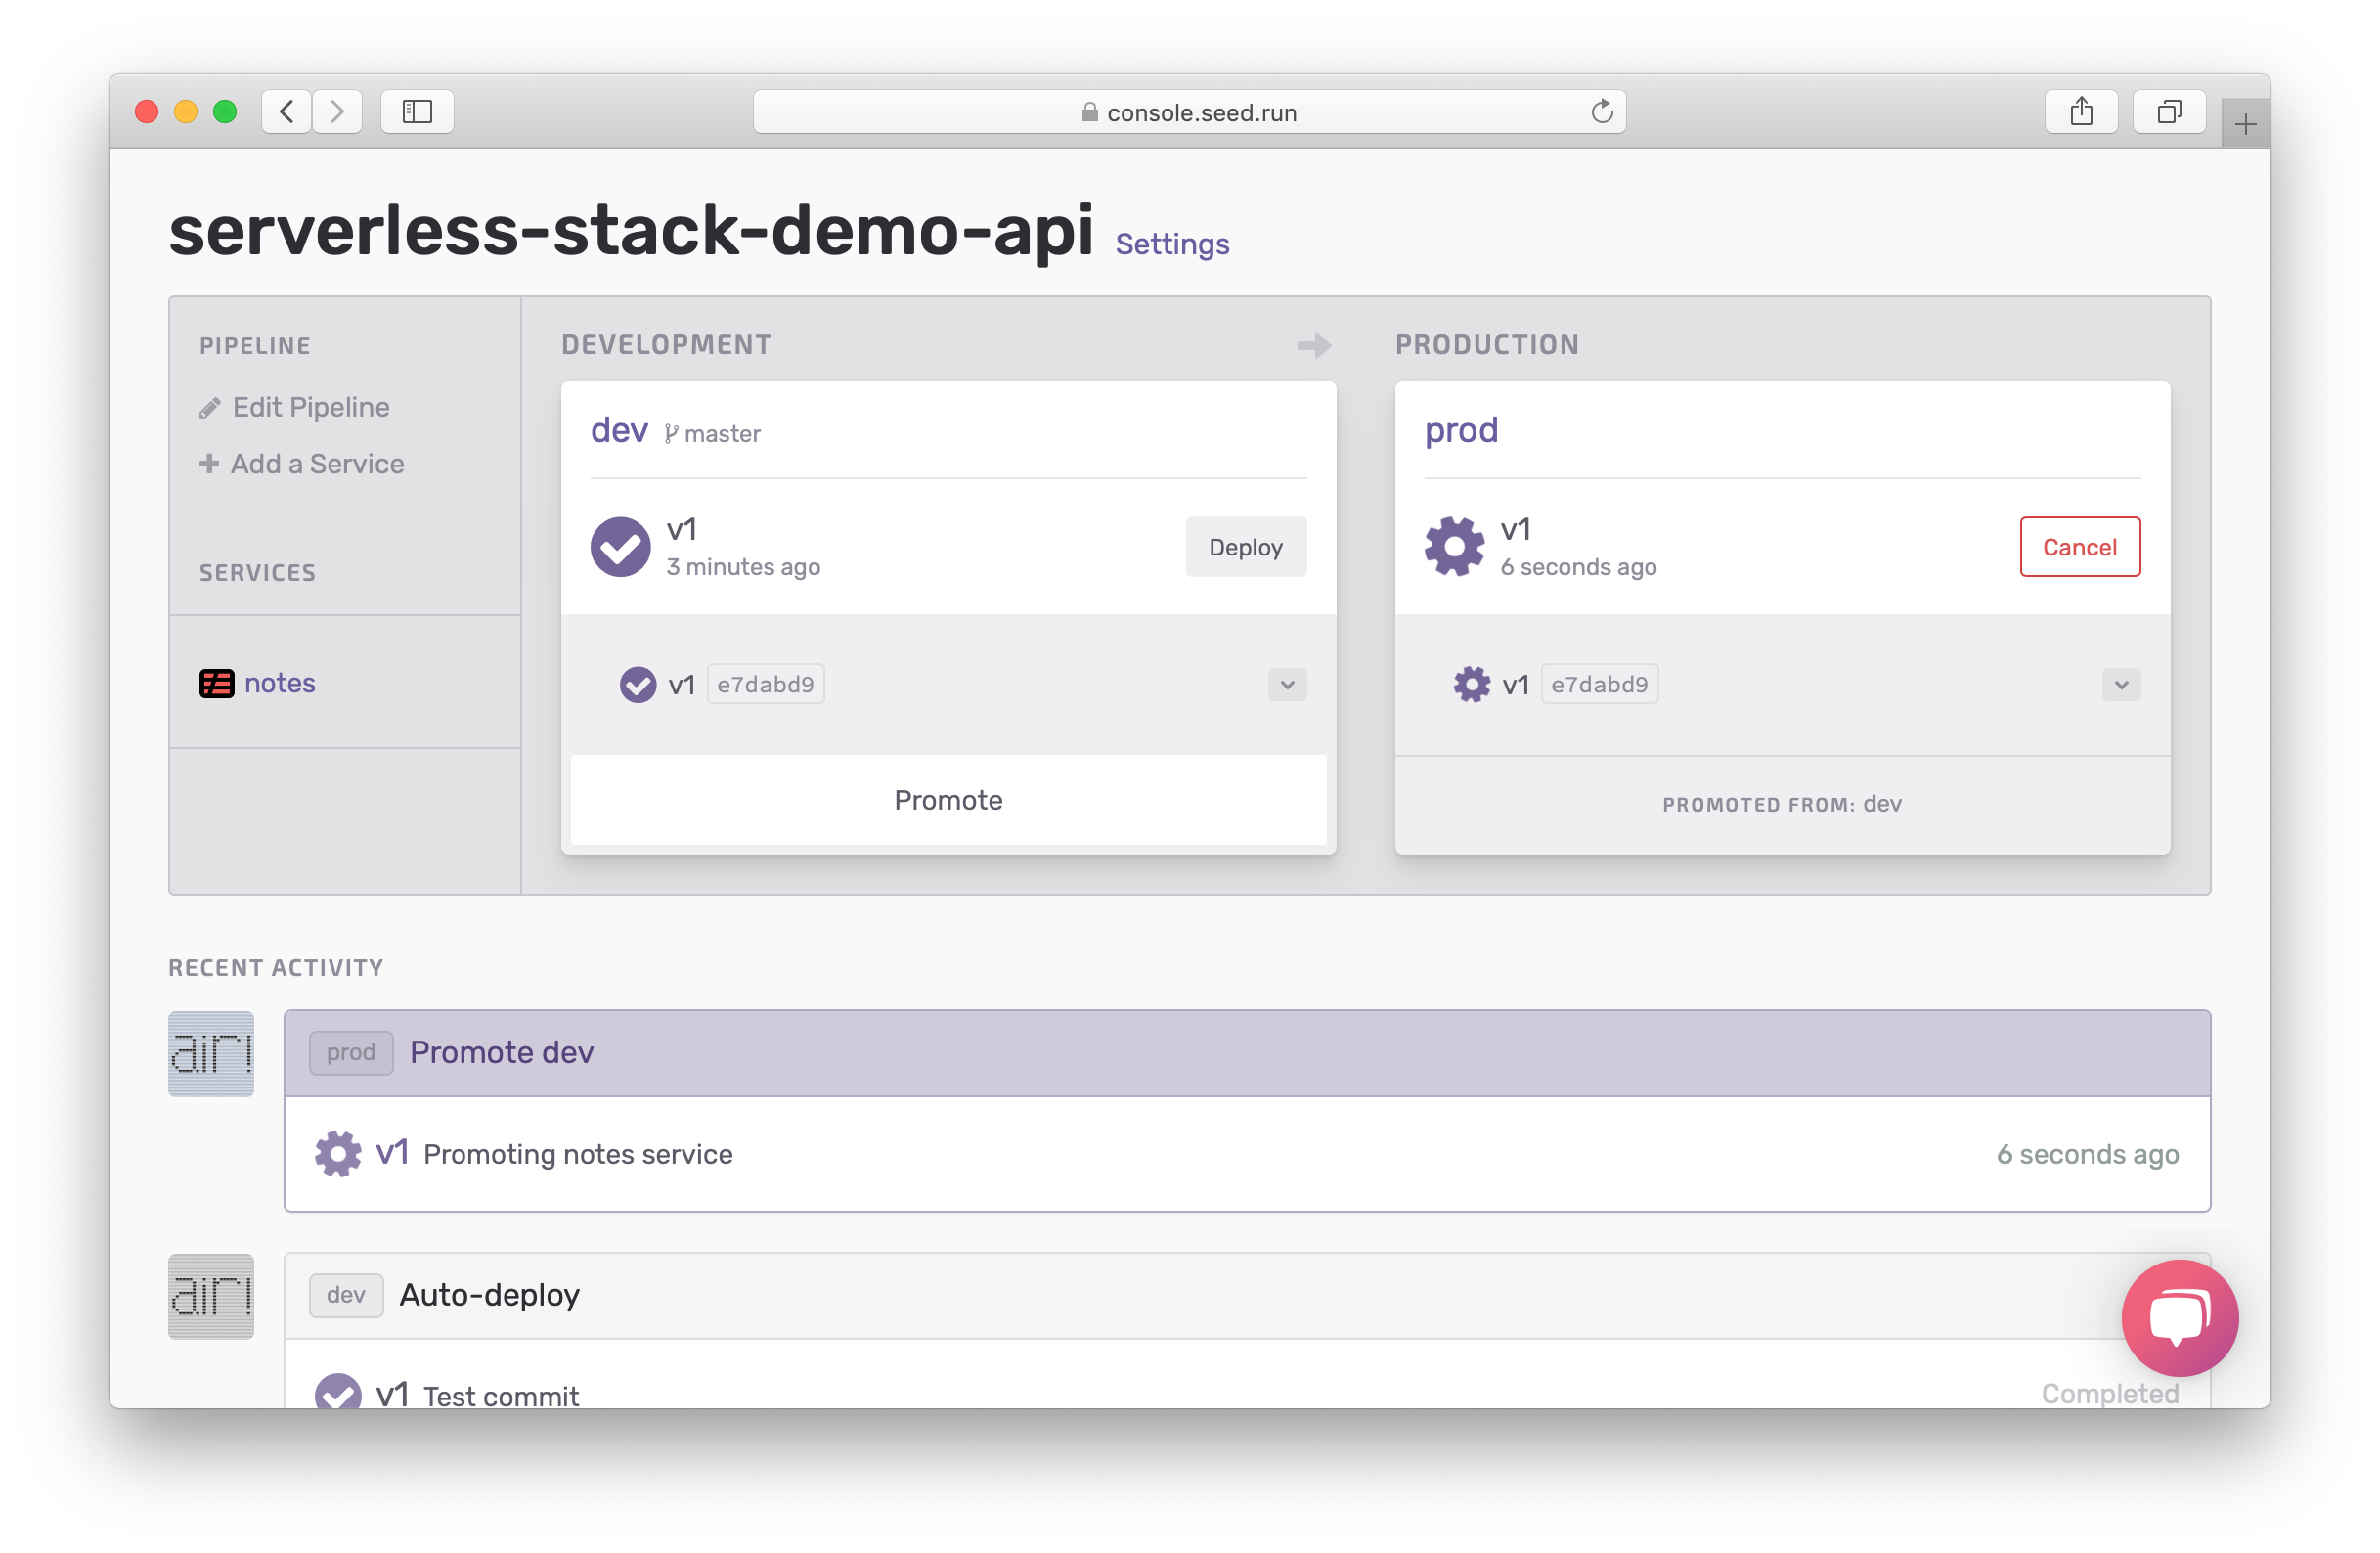 console.seed.run
serverless-stack-demo-api Settings
PIPELINE
Edit Pipeline
Add a Service
SERVICES
notes
DEVELOPMENT
dev master
v1
3 minutes ago
Deploy
v1 e7dabd9
Promote
PRODUCTION
prod
v1
6 seconds ago
Cancel
v1 e7dabd9
PROMOTED FROM: dev
RECENT ACTIVITY
air!
prod Promote dev
v1 Promoting notes service 6 seconds ago
air!
dev Auto-deploy
v1 Test commit Completed